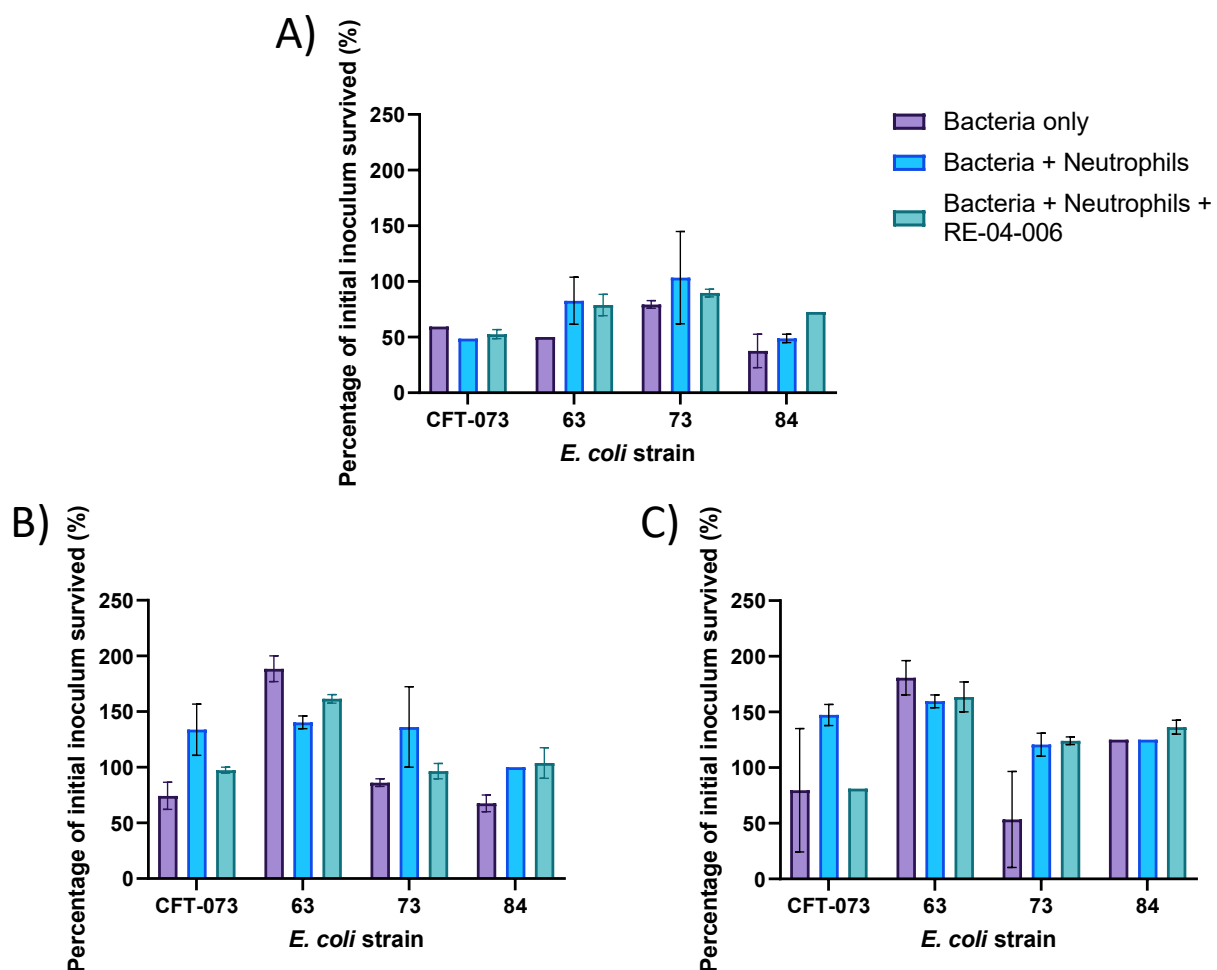 A)
Percentage of initial inoculum survived (%)
250
200
150
100
50
0
CFT-073 63 73 84
E. coli strain
Bacteria only
Bacteria + Neutrophils
Bacteria + Neutrophils +
RE-04-006
B)
Percentage of initial inoculum survived (%)
250
200
150
100
50
0
CFT-073 63 73 84
E. coli strain
C)
Percentage of initial inoculum survived (%)
250
200
150
100
50
0
CFT-073 63 73 84
E. coli strain